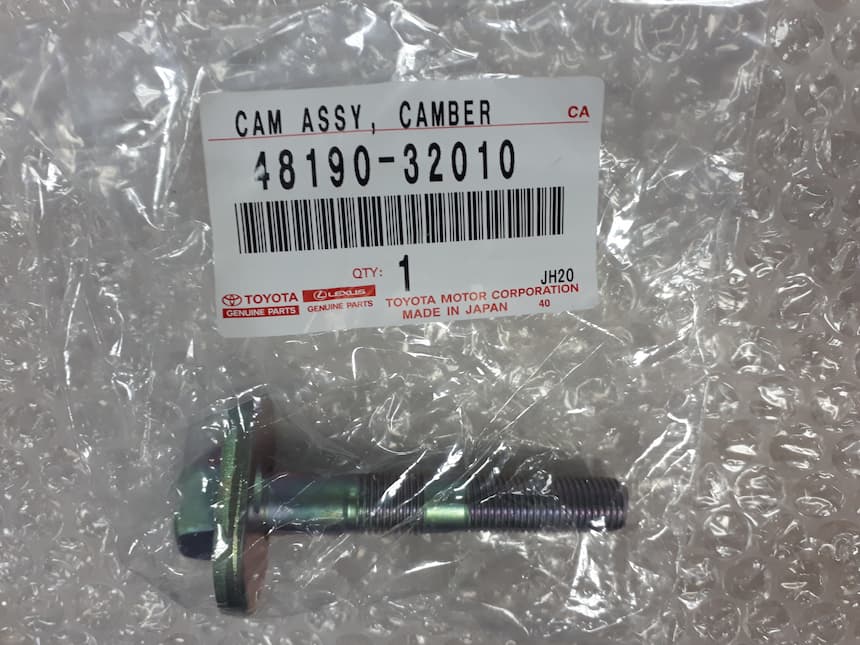 CAM ASSY, CAMBER CA
48190-32010
QTY: 1 JH20
TOYOTA LEXUS TOYOTA MOTOR CORPORATION
GENUINE PARTS GENUINE PARTS MADE IN JAPAN 40